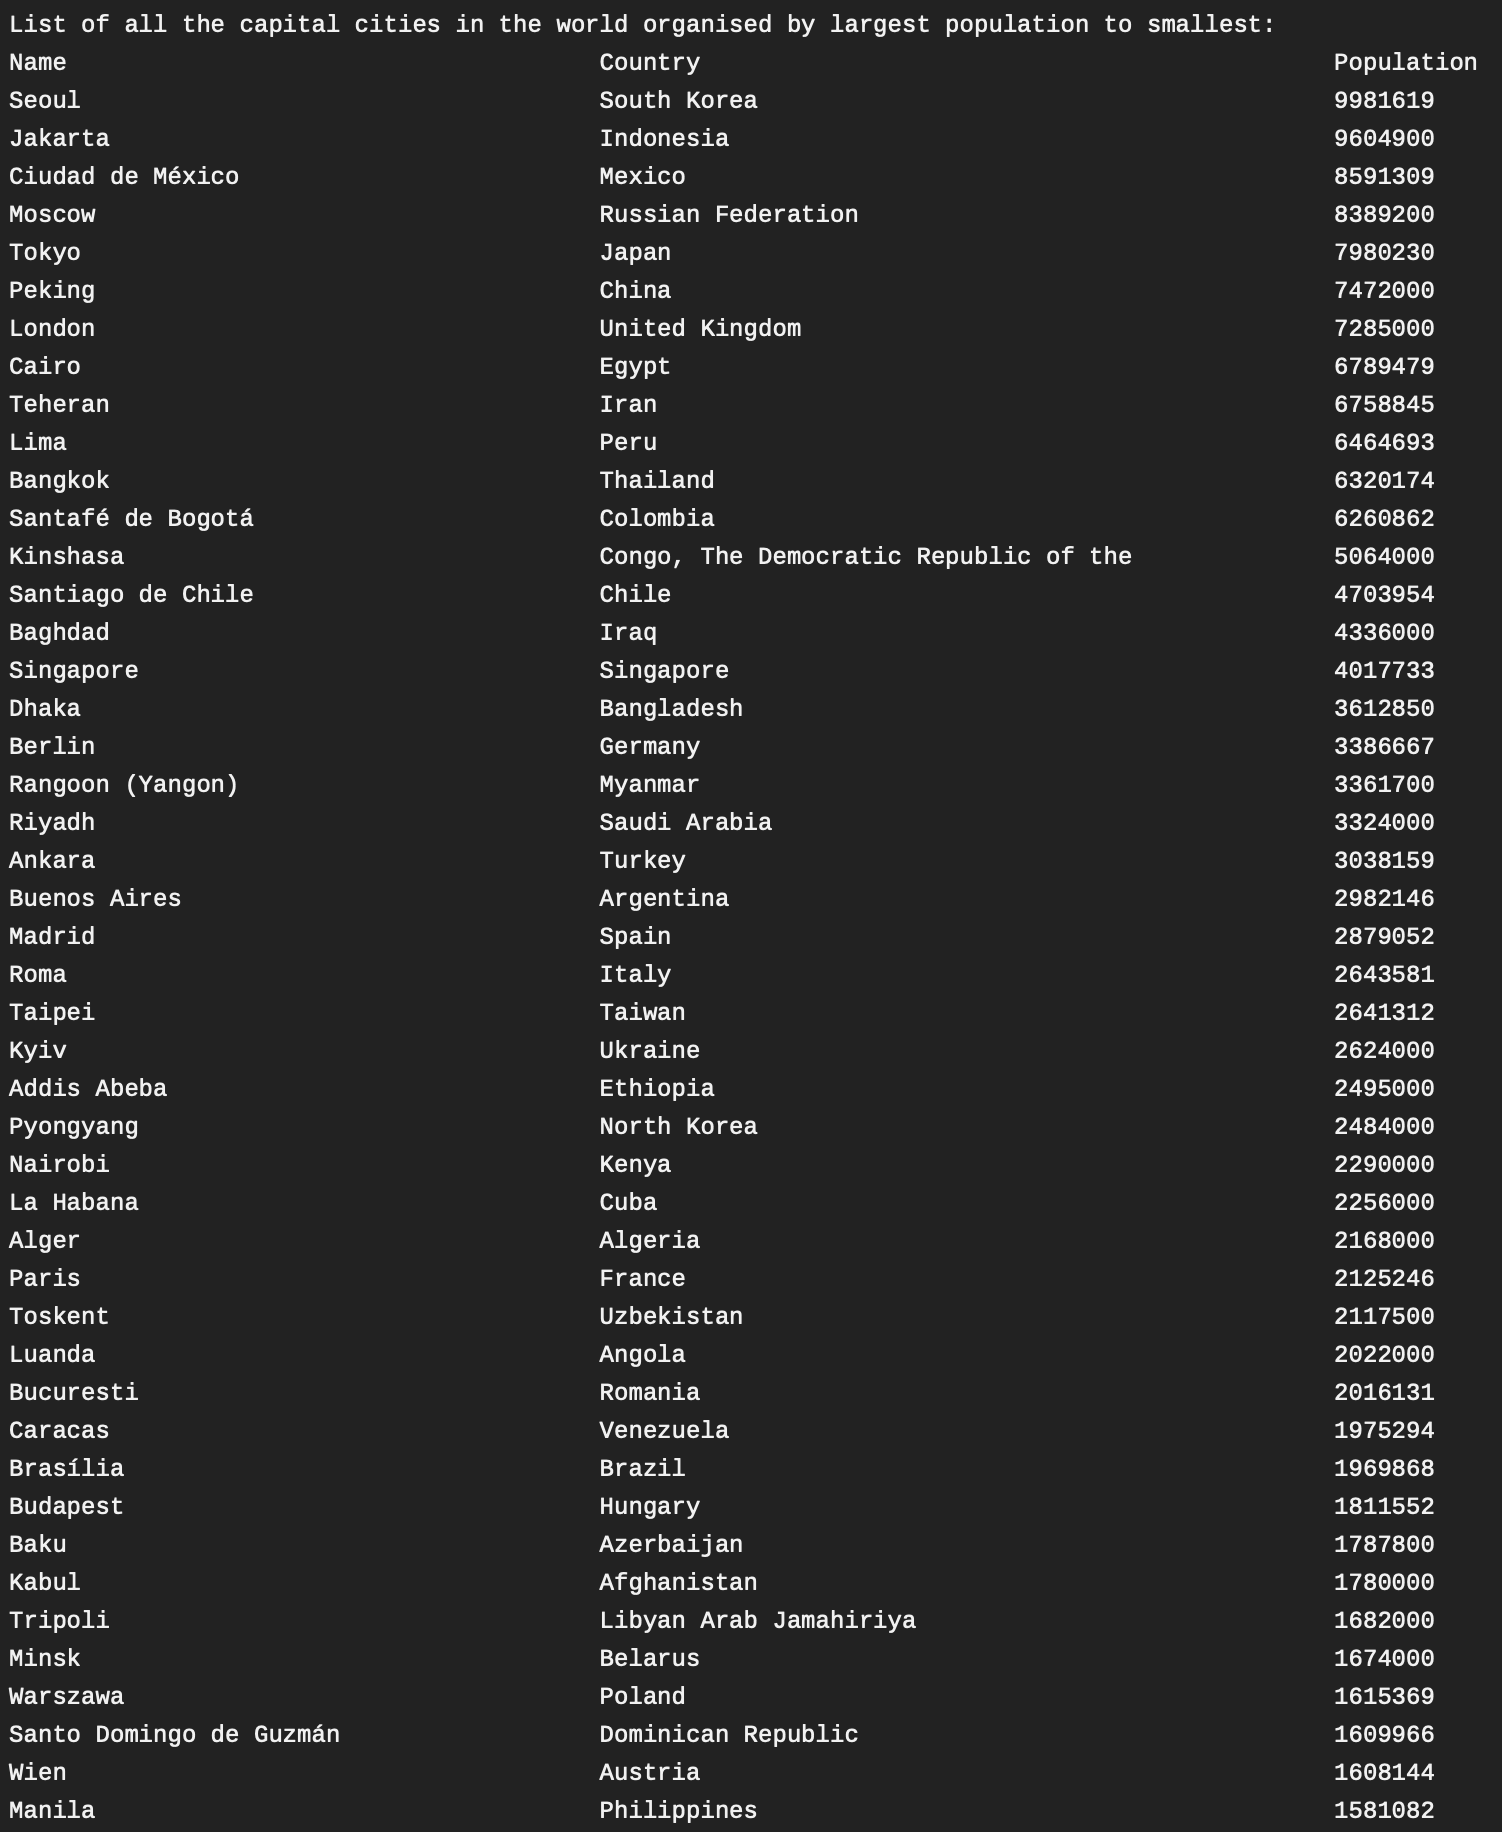 List of all the capital cities in the world organised by largest population to smallest:
Name Country Population
Seoul South Korea 9981619
Jakarta Indonesia 9604900
Ciudad de México Mexico 8591309
Moscow Russian Federation 8389200
Tokyo Japan 7980230
Peking China 7472000
London United Kingdom 7285000
Cairo Egypt 6789479
Teheran Iran 6758845
Lima Peru 6464693
Bangkok Thailand 6320174
Santafé de Bogotá Colombia 6260862
Kinshasa Congo, The Democratic Republic of the 5064000
Santiago de Chile Chile 4703954
Baghdad Iraq 4336000
Singapore Singapore 4017733
Dhaka Bangladesh 3612850
Berlin Germany 3386667
Rangoon (Yangon) Myanmar 3361700
Riyadh Saudi Arabia 3324000
Ankara Turkey 3038159
Buenos Aires Argentina 2982146
Madrid Spain 2879052
Roma Italy 2643581
Taipei Taiwan 2641312
Kyiv Ukraine 2624000
Addis Abeba Ethiopia 2495000
Pyongyang North Korea 2484000
Nairobi Kenya 2290000
La Habana Cuba 2256000
Alger Algeria 2168000
Paris France 2125246
Toskent Uzbekistan 2117500
Luanda Angola 2022000
Bucuresti Romania 2016131
Caracas Venezuela 1975294
Brasília Brazil 1969868
Budapest Hungary 1811552
Baku Azerbaijan 1787800
Kabul Afghanistan 1780000
Tripoli Libyan Arab Jamahiriya 1682000
Minsk Belarus 1674000
Warszawa Poland 1615369
Santo Domingo de Guzmán Dominican Republic 1609966
Wien Austria 1608144
Manila Philippines 1581082